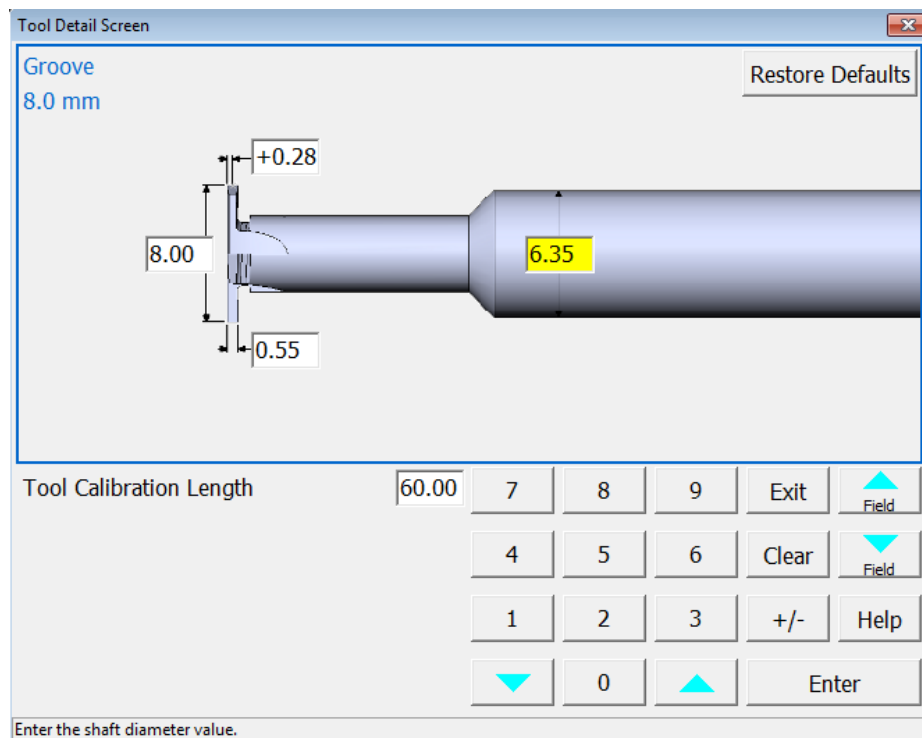 Tool Detail Screen
Groove
Restore Defaults
8.0 mm
+0.28
8.00
6.35
0.55
Tool Calibration Length 60.00
7 8 9 Exit Field
4 5 6 Clear Field
1 2 3 +/- Help
0 Enter
Enter the shaft diameter value.